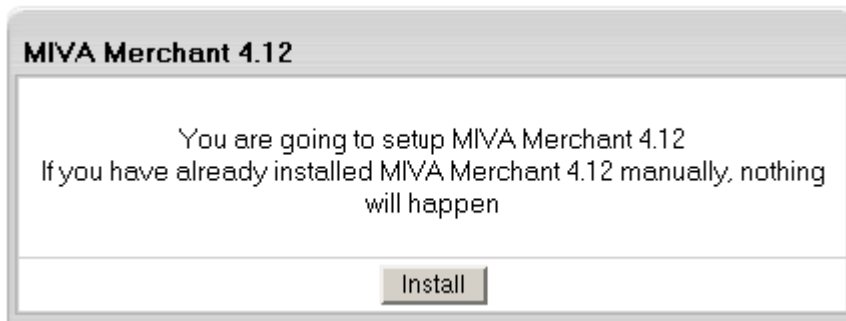 MIVA Merchant 4.12
You are going to setup MIVA Merchant 4.12
If you have already installed MIVA Merchant 4.12 manually, nothing
will happen
Install